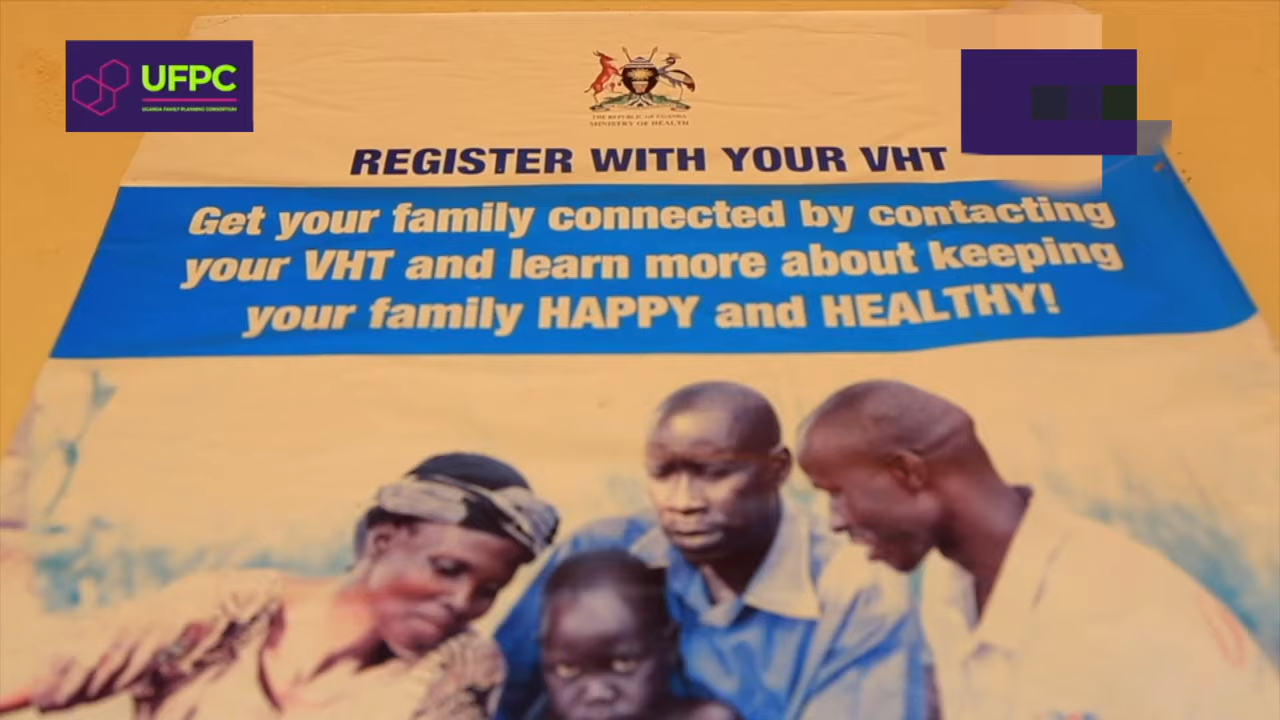 UFPC
UGANDA FAMILY PLANNING CONSORTIUM
THE REPUBLIC OF UGANDA
MINISTRY OF HEALTH
REGISTER WITH YOUR VHT
Get your family connected by contacting
your VHT and learn more about keeping
your family HAPPY and HEALTHY!